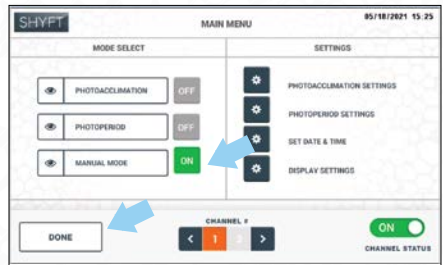 SHYFT
MAIN MENU
05/18/2021 15:25
MODE SELECT
SETTINGS
PHOTOACCLIMATION
OFF
PHOTOPERIOD
OFF
MANUAL MODE
ON
PHOTOACCLIMATION SETTINGS
PHOTOPERIOD SETTINGS
SET DATE & TIME
DISPLAY SETTINGS
DONE
CHANNEL #
< 1 2 >
ON
CHANNEL STATUS